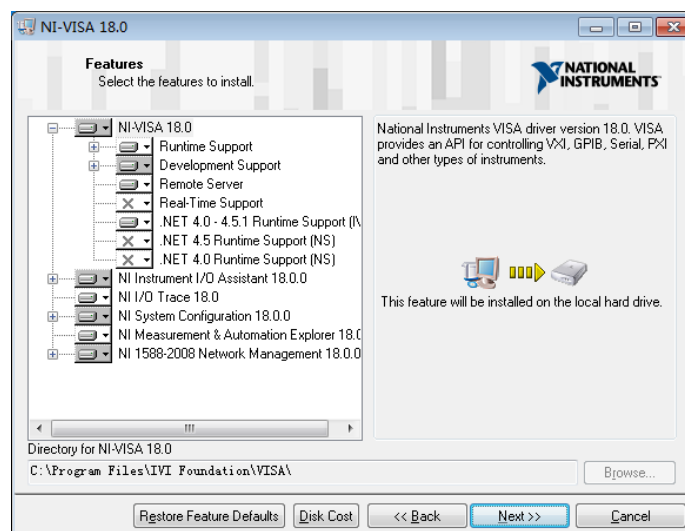 NI-VISA 18.0
Features
Select the features to install.
NATIONAL
INSTRUMENTS
NI-VISA 18.0
Runtime Support
Development Support
Remote Server
Real-Time Support
.NET 4.0 - 4.5.1 Runtime Support (I\
.NET 4.5 Runtime Support (NS)
.NET 4.0 Runtime Support (NS)
NI Instrument I/O Assistant 18.0.0
NI I/O Trace 18.0
NI System Configuration 18.0.0
NI Measurement & Automation Explorer 18.(
NI 1588-2008 Network Management 18.0.0
National Instruments VISA driver version 18.0. VISA
provides an API for controlling VXI, GPIB, Serial, PXI
and other types of instruments.
This feature will be installed on the local hard drive.
Directory for NI-VISA 18.0
C:\Program Files\IVI Foundation\VISA\
Browse...
Restore Feature Defaults
Disk Cost
<< Back
Next >>
Cancel